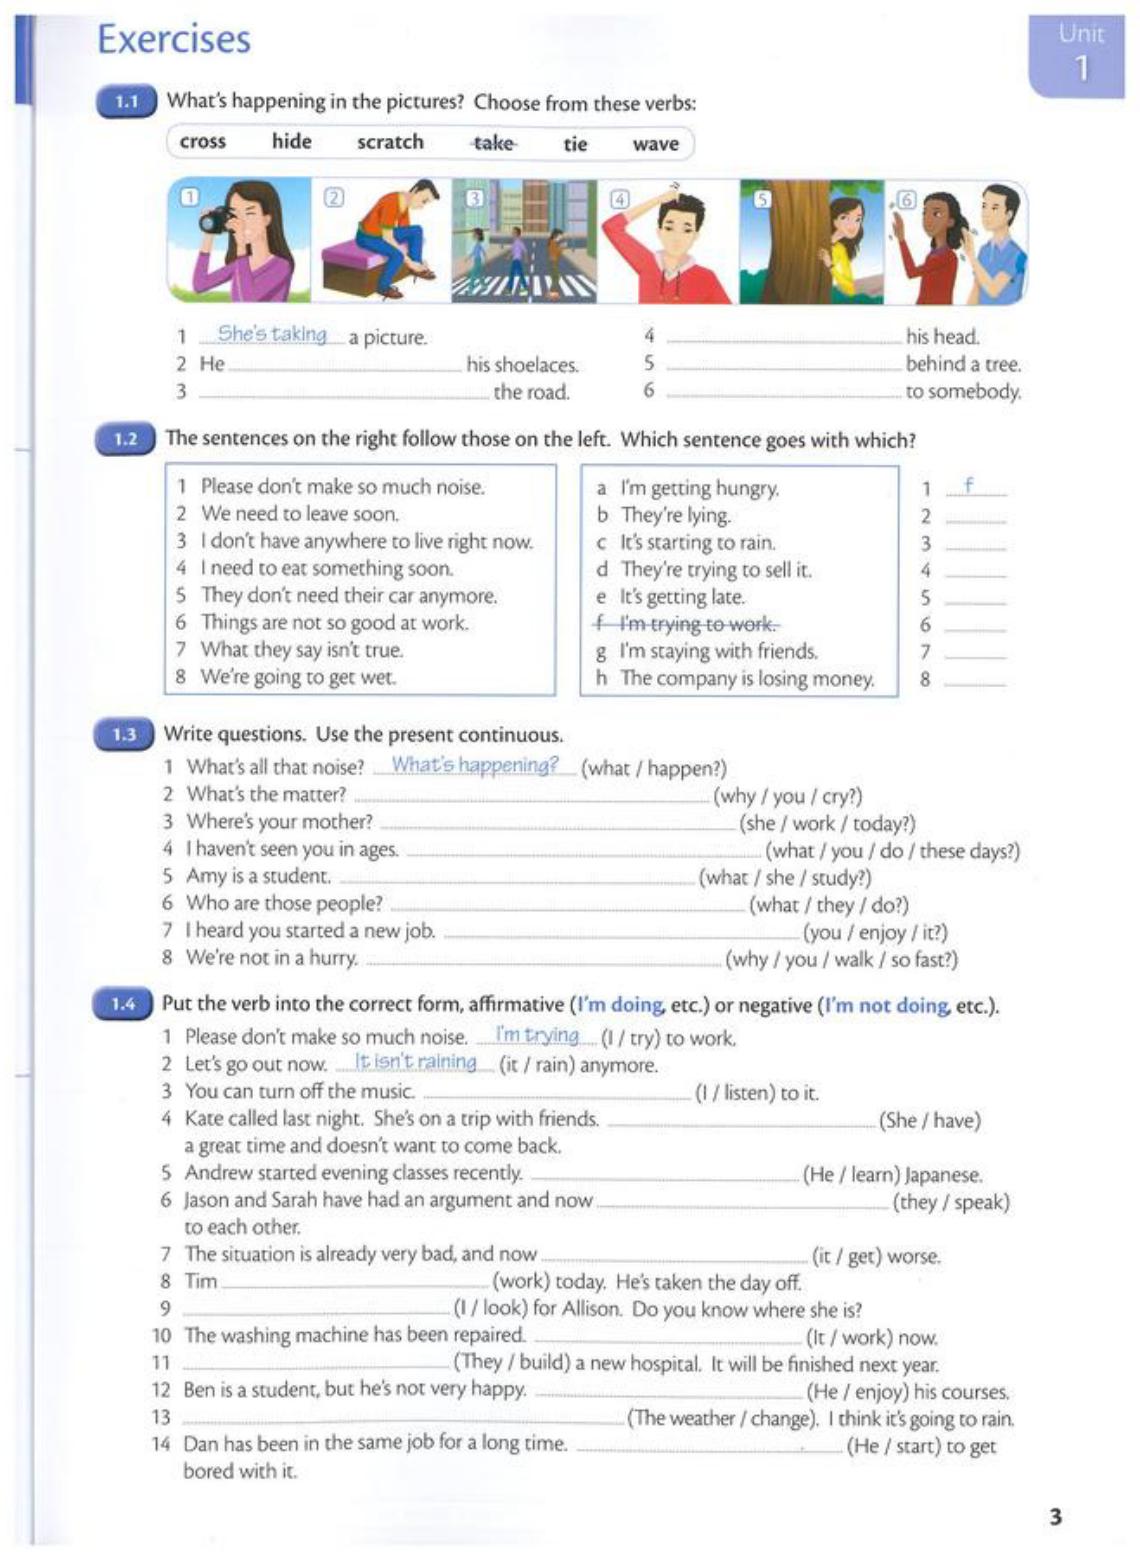 Exercises
Unit
1
1.1 What's happening in the pictures? Choose from these verbs:
cross hide scratch take tie wave
1 2 3 4 5 6
1 She's taking a picture.
2 He his shoelaces.
3 the road.
4 his head.
5 behind a tree.
6 to somebody.
1.2 The sentences on the right follow those on the left. Which sentence goes with which?
1 Please don't make so much noise.
2 We need to leave soon.
3 I don't have anywhere to live right now.
4 I need to eat something soon.
5 They don't need their car anymore.
6 Things are not so good at work.
7 What they say isn't true.
8 We're going to get wet.
a I'm getting hungry.
b They're lying.
c It's starting to rain.
d They're trying to sell it.
e It's getting late.
f I'm trying to work.
g I'm staying with friends.
h The company is losing money.
1 f
2
3
4
5
6
7
8
1.3 Write questions. Use the present continuous.
1 What's all that noise? What's happening? (what / happen?)
2 What's the matter? (why / you / cry?)
3 Where's your mother? (she / work / today?)
4 I haven't seen you in ages. (what / you / do / these days?)
5 Amy is a student. (what / she / study?)
6 Who are those people? (what / they / do?)
7 I heard you started a new job. (you / enjoy / it?)
8 We're not in a hurry. (why / you / walk / so fast?)
1.4 Put the verb into the correct form, affirmative (I'm doing, etc.) or negative (I'm not doing, etc.).
1 Please don't make so much noise. I'm trying (I / try) to work.
2 Let's go out now. It isn't raining (it / rain) anymore.
3 You can turn off the music. (I / listen) to it.
4 Kate called last night. She's on a trip with friends. (She / have)
a great time and doesn't want to come back.
5 Andrew started evening classes recently. (He / learn) Japanese.
6 Jason and Sarah have had an argument and now (they / speak)
to each other.
7 The situation is already very bad, and now (it / get) worse.
8 Tim (work) today. He's taken the day off.
9 (I / look) for Allison. Do you know where she is?
10 The washing machine has been repaired. (It / work) now.
11 (They / build) a new hospital. It will be finished next year.
12 Ben is a student, but he's not very happy. (He / enjoy) his courses.
13 (The weather / change). I think it's going to rain.
14 Dan has been in the same job for a long time. (He / start) to get
bored with it.
3